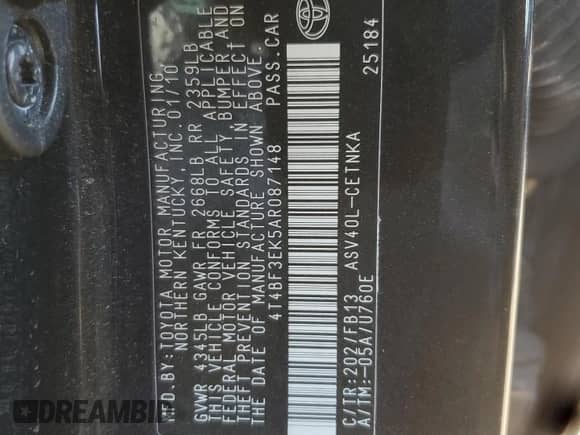 MFD.BY:TOYOTA MOTOR MANUFACTURING,
NORTHERN KENTUCKY, INC.01/10
GVWR 4345LB GAWR FR 2668LB RR 2359LB
THIS VEHICLE CONFORMS TO ALL APPLICABLE
FEDERAL MOTOR VEHICLE SAFETY, BUMPER AND
THEFT PREVENTION STANDARDS IN EFFECT ON
THE DATE OF MANUFACTURE SHOWN ABOVE.
4T4BF3EK5AR087148 PASS.CAR
C/TR:202/FB13 ASV40L-CETNKA
A/TM:-05A/U760E 25184
DREAMBID